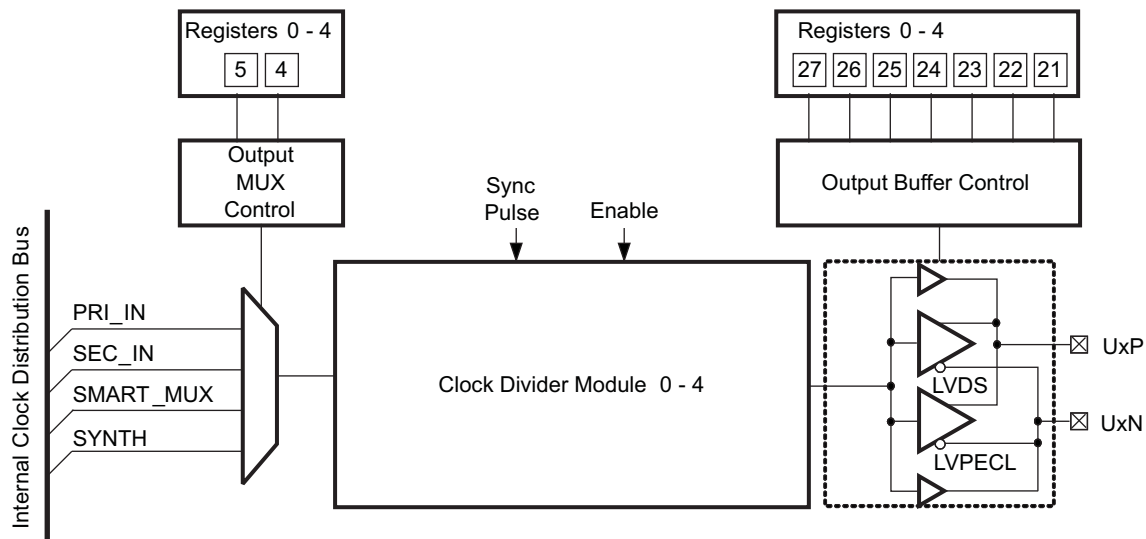 Registers 0 - 4
5 4
Registers 0 - 4
27 26 25 24 23 22 21
Output
MUX
Control
Output Buffer Control
Sync
Pulse
Enable
Internal Clock Distribution Bus
PRI_IN
SEC_IN
SMART_MUX
SYNTH
Clock Divider Module 0 - 4
LVDS
LVPECL
UxP
UxN